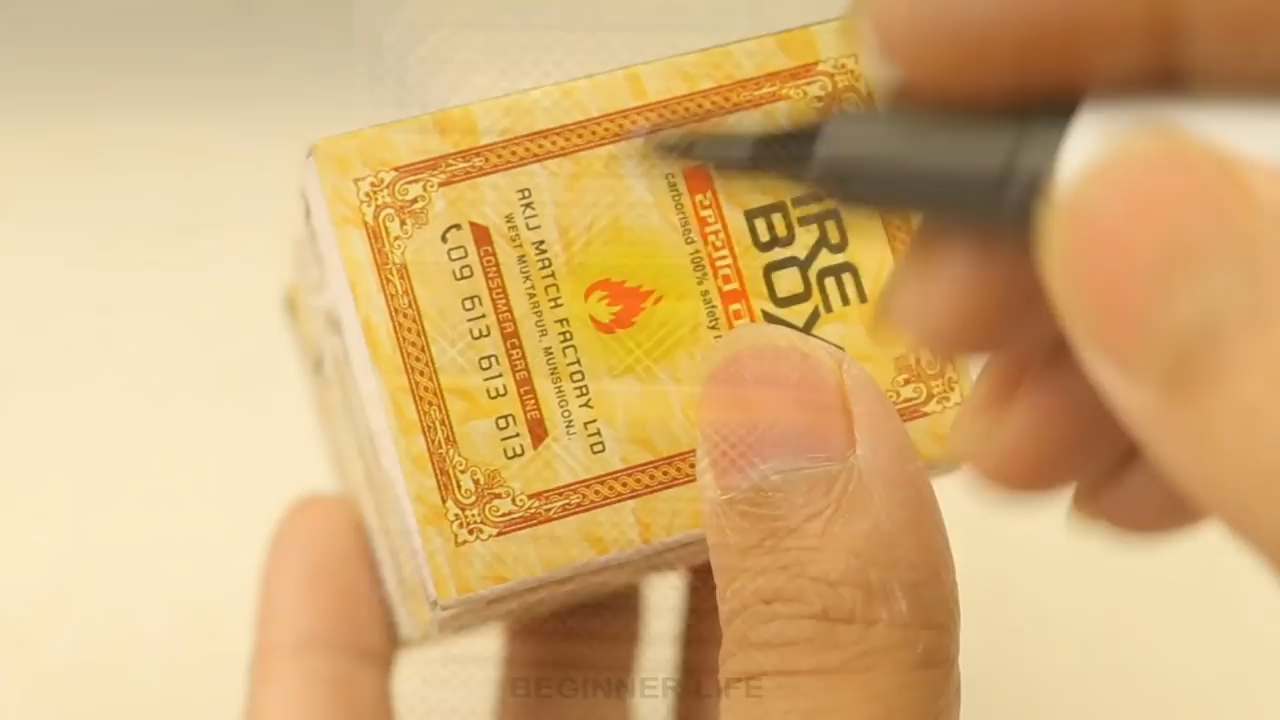 IRE
BOX
carborised 100% safety
AKIJ MATCH FACTORY LTD
WEST MUKTARPUR, MUNSHIGONJ.
CONSUMER CARE LINE
09 613 613 613
BEGINNER LIFE